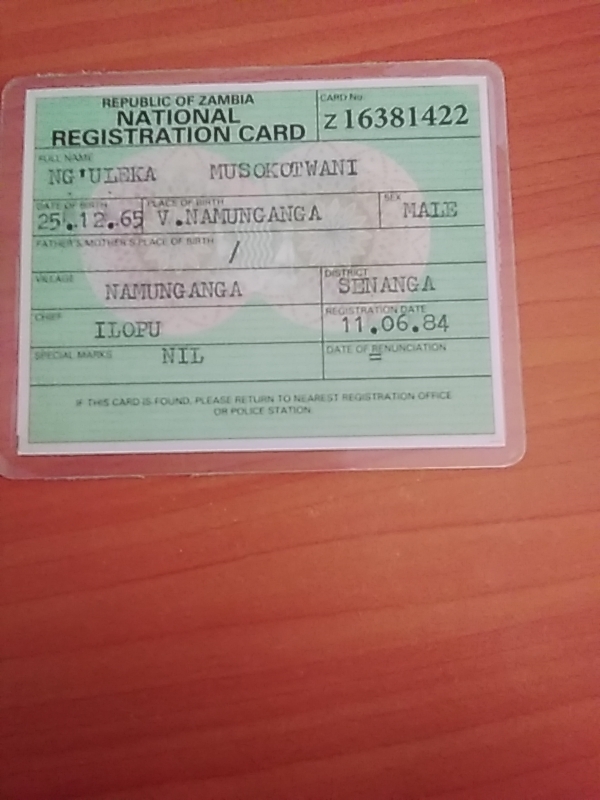 REPUBLIC OF ZAMBIA
NATIONAL
REGISTRATION CARD
CARD No.
Z 16381422
FULL NAME
NG'ULEKA MUSOKOTWANI
DATE OF BIRTH
25.12.65
PLACE OF BIRTH
V.NAMUNGANGA
SEX
MALE
FATHER'S/MOTHER'S PLACE OF BIRTH
/
VILLAGE
NAMUNGANGA
DISTRICT
SENANGA
CHIEF
ILOPU
REGISTRATION DATE
11.06.84
SPECIAL MARKS
NIL
DATE OF RENUNCIATION
=
IF THIS CARD IS FOUND, PLEASE RETURN TO NEAREST REGISTRATION OFFICE
OR POLICE STATION.